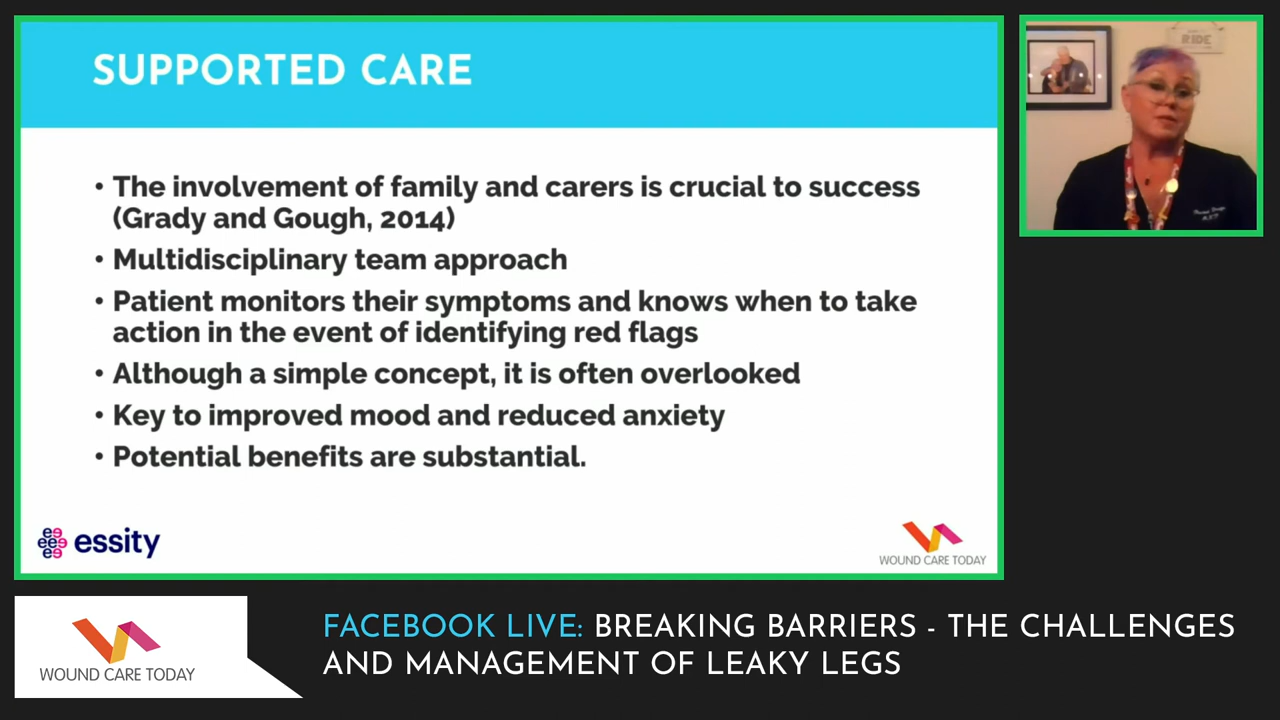 SUPPORTED CARE
• The involvement of family and carers is crucial to success
(Grady and Gough, 2014)
• Multidisciplinary team approach
• Patient monitors their symptoms and knows when to take
action in the event of identifying red flags
• Although a simple concept, it is often overlooked
• Key to improved mood and reduced anxiety
• Potential benefits are substantial.
essity
WOUND CARE TODAY
RIDE
WOUND CARE TODAY
FACEBOOK LIVE: BREAKING BARRIERS - THE CHALLENGES
AND MANAGEMENT OF LEAKY LEGS